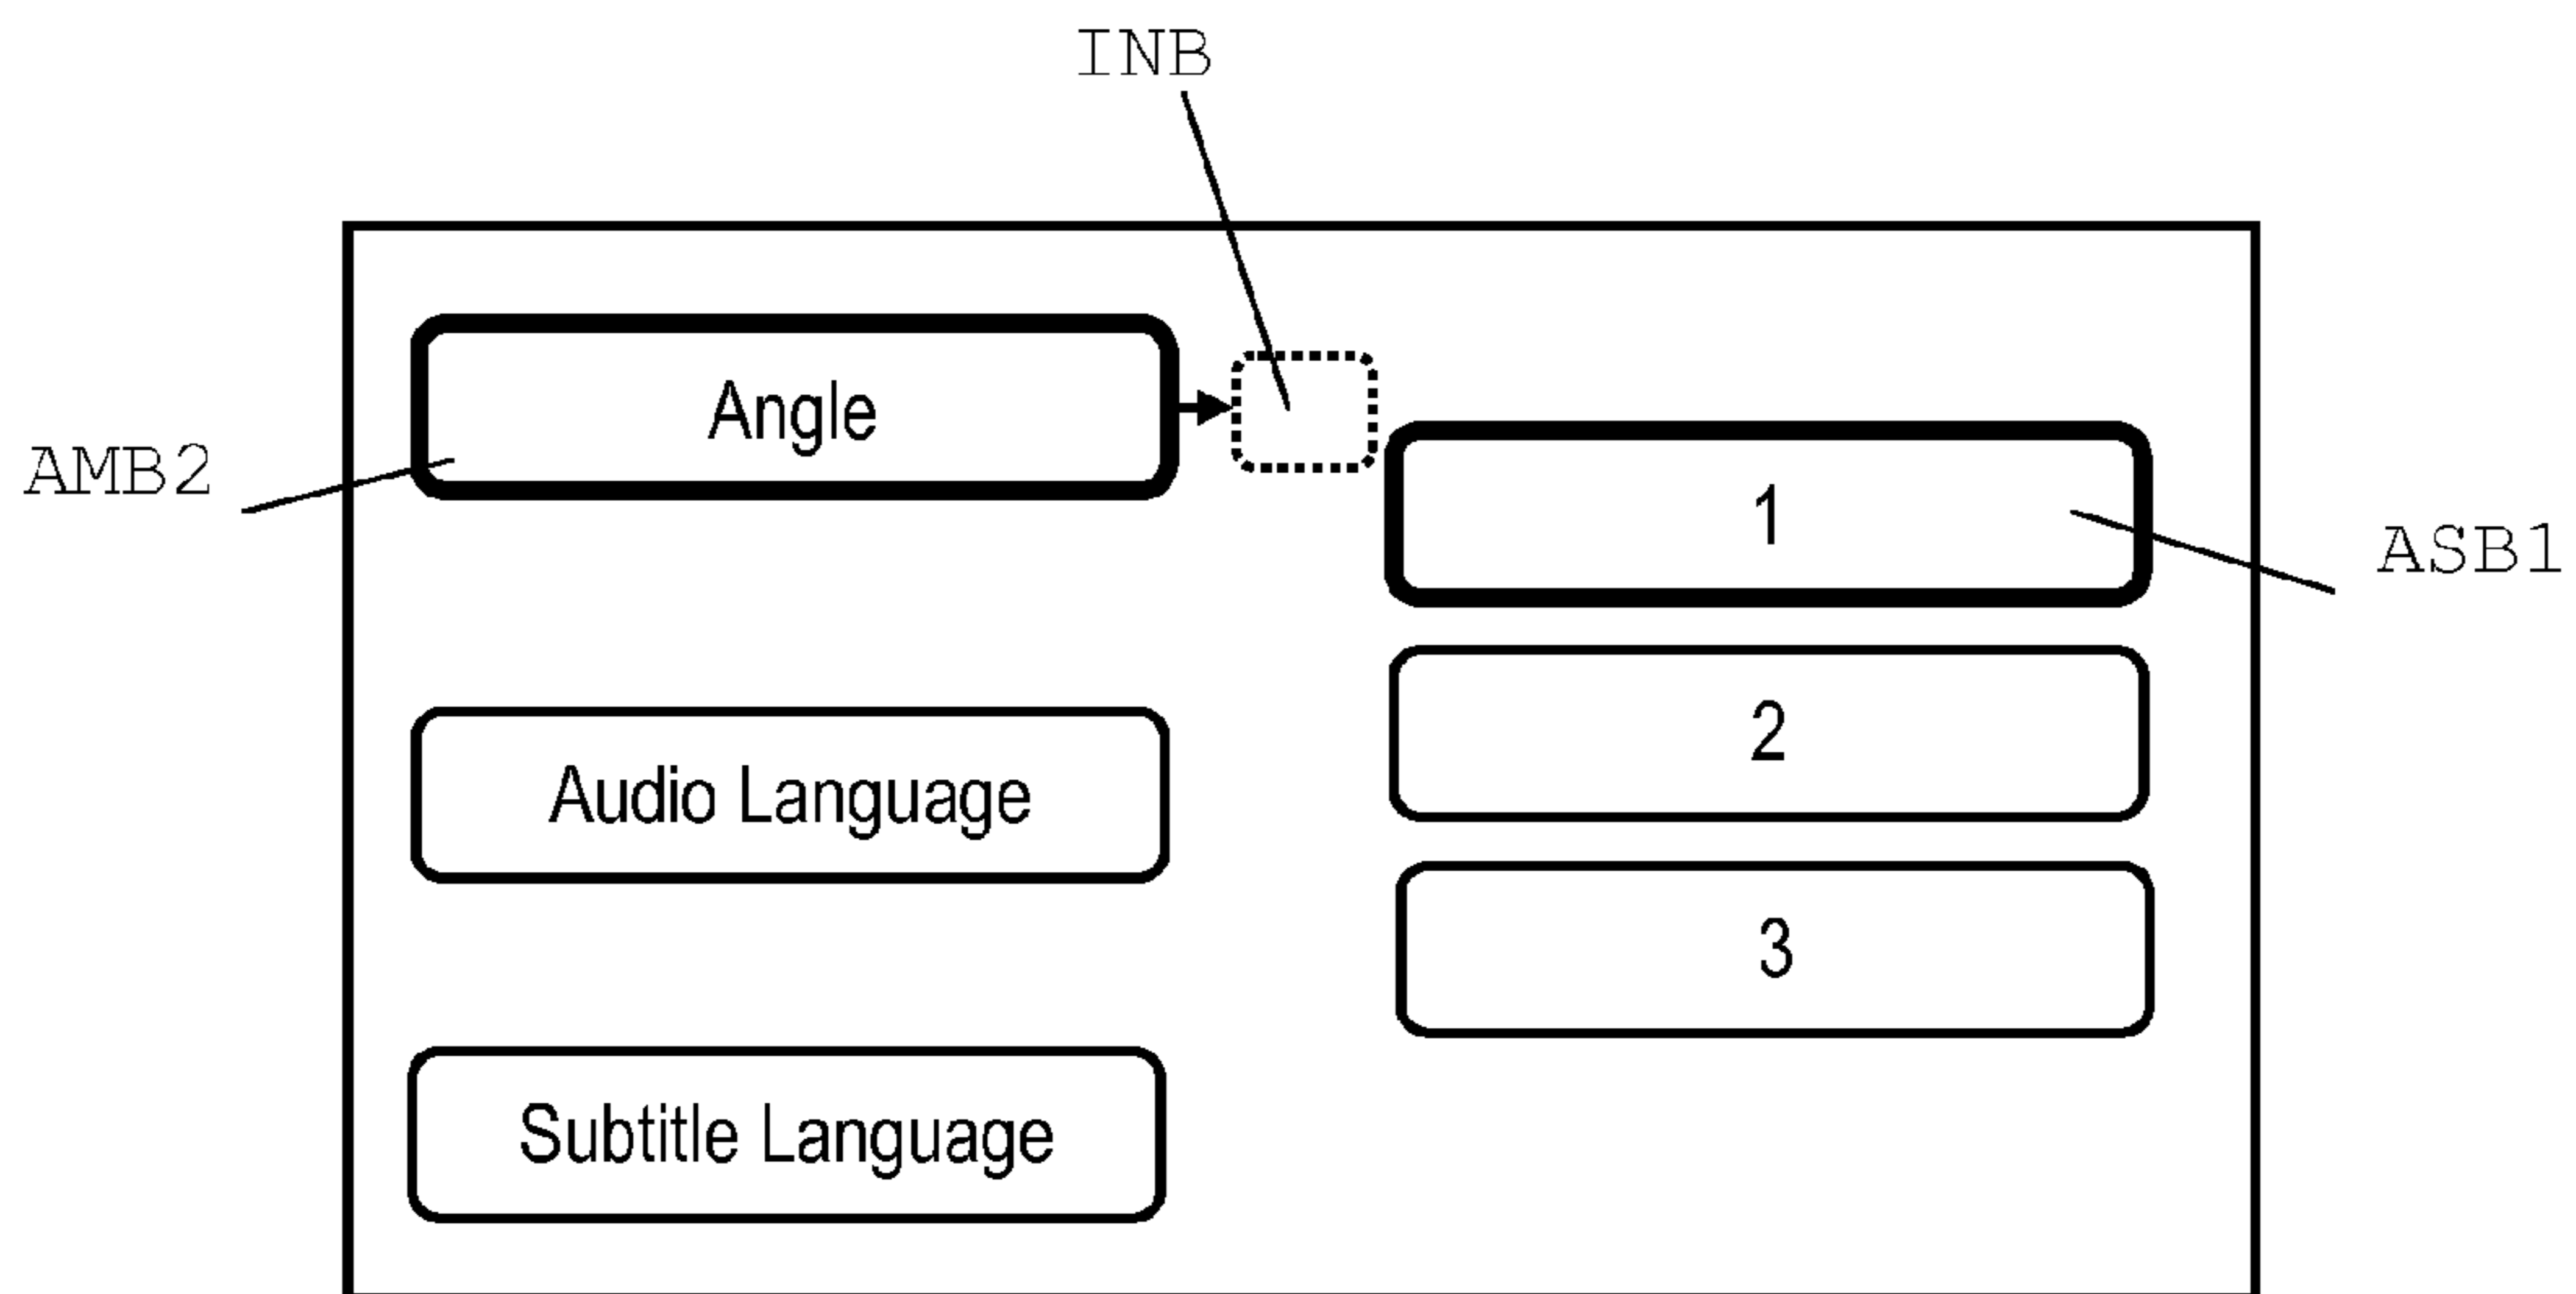 INB
Angle
AMB2
1
ASB1
2
Audio Language
3
Subtitle Language